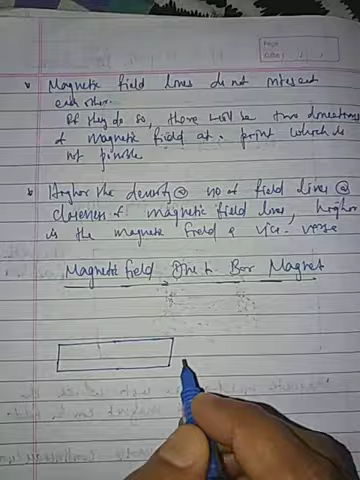 Page
Date
v Magnetic field lines do not intersect
each other.
If they do so, there will be two directions
of magnetic field at a point which is
not possible
Higher the density @ no of field lines @
closeness of magnetic field lines, higher
is the magnetic field & vice-versa
Magnetic field Due to Bar Magnet